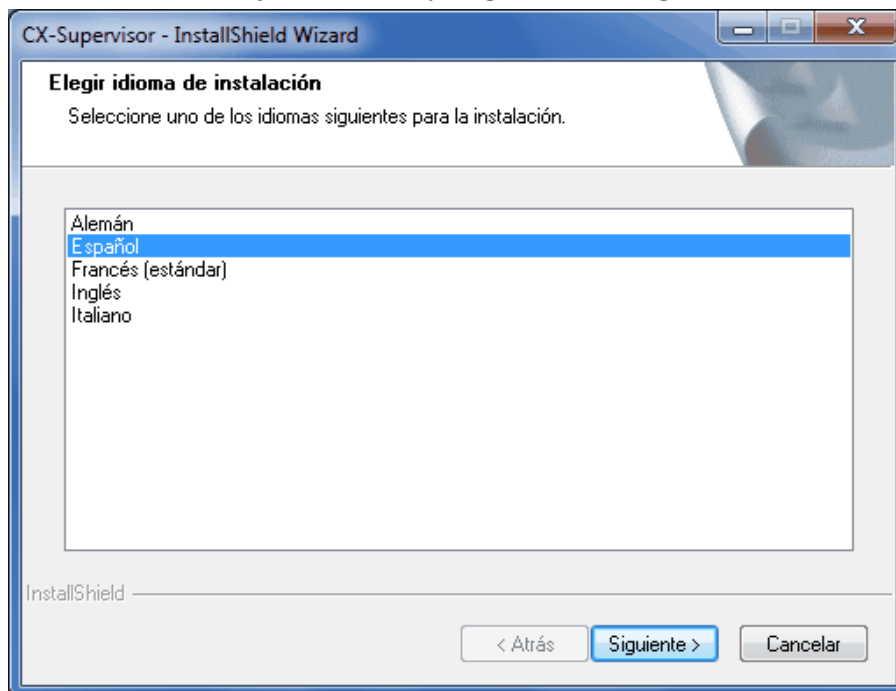 CX-Supervisor - InstallShield Wizard
Elegir idioma de instalación
Seleccione uno de los idiomas siguientes para la instalación.
Alemán
Español
Francés (estándar)
Inglés
Italiano
InstallShield
< Atrás Siguiente > Cancelar